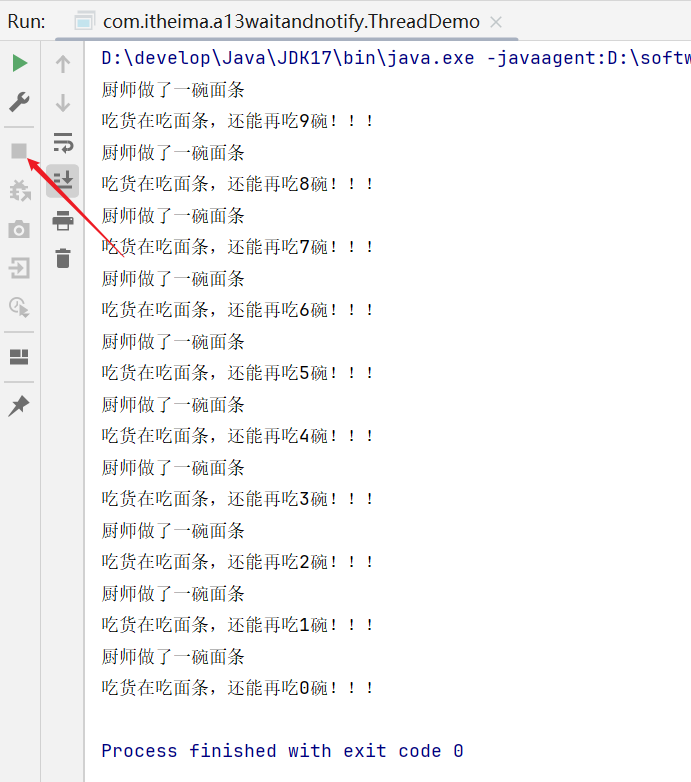 Run: com.itheima.a13waitandnotify.ThreadDemo
D:\develop\Java\JDK17\bin\java.exe -javaagent:D:\softw
厨师做了一碗面条
吃货在吃面条，还能再吃9碗！！！
厨师做了一碗面条
吃货在吃面条，还能再吃8碗！！！
厨师做了一碗面条
吃货在吃面条，还能再吃7碗！！！
厨师做了一碗面条
吃货在吃面条，还能再吃6碗！！！
厨师做了一碗面条
吃货在吃面条，还能再吃5碗！！！
厨师做了一碗面条
吃货在吃面条，还能再吃4碗！！！
厨师做了一碗面条
吃货在吃面条，还能再吃3碗！！！
厨师做了一碗面条
吃货在吃面条，还能再吃2碗！！！
厨师做了一碗面条
吃货在吃面条，还能再吃1碗！！！
厨师做了一碗面条
吃货在吃面条，还能再吃0碗！！！
Process finished with exit code 0